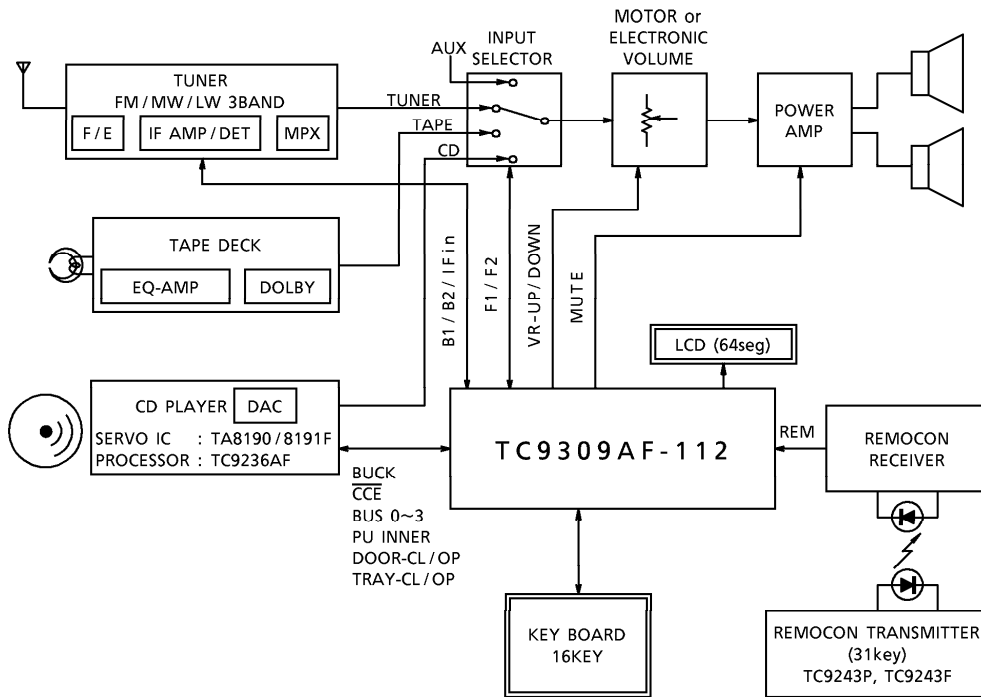 MOTOR or
ELECTRONIC
VOLUME
INPUT
SELECTOR
AUX
TUNER
FM / MW / LW 3BAND
F / E
IF AMP / DET
MPX
TUNER
TAPE
CD
POWER
AMP
TAPE DECK
EQ-AMP
DOLBY
B1 / B2 / IFin
F1 / F2
VR-UP / DOWN
MUTE
LCD (64seg)
CD PLAYER
DAC
SERVO IC : TA8190 / 8191F
PROCESSOR : TC9236AF
TC9309AF-112
REM
REMOCON
RECEIVER
BUCK
CCE
BUS 0~3
PU INNER
DOOR-CL / OP
TRAY-CL / OP
KEY BOARD
16KEY
REMOCON TRANSMITTER
(31key)
TC9243P, TC9243F